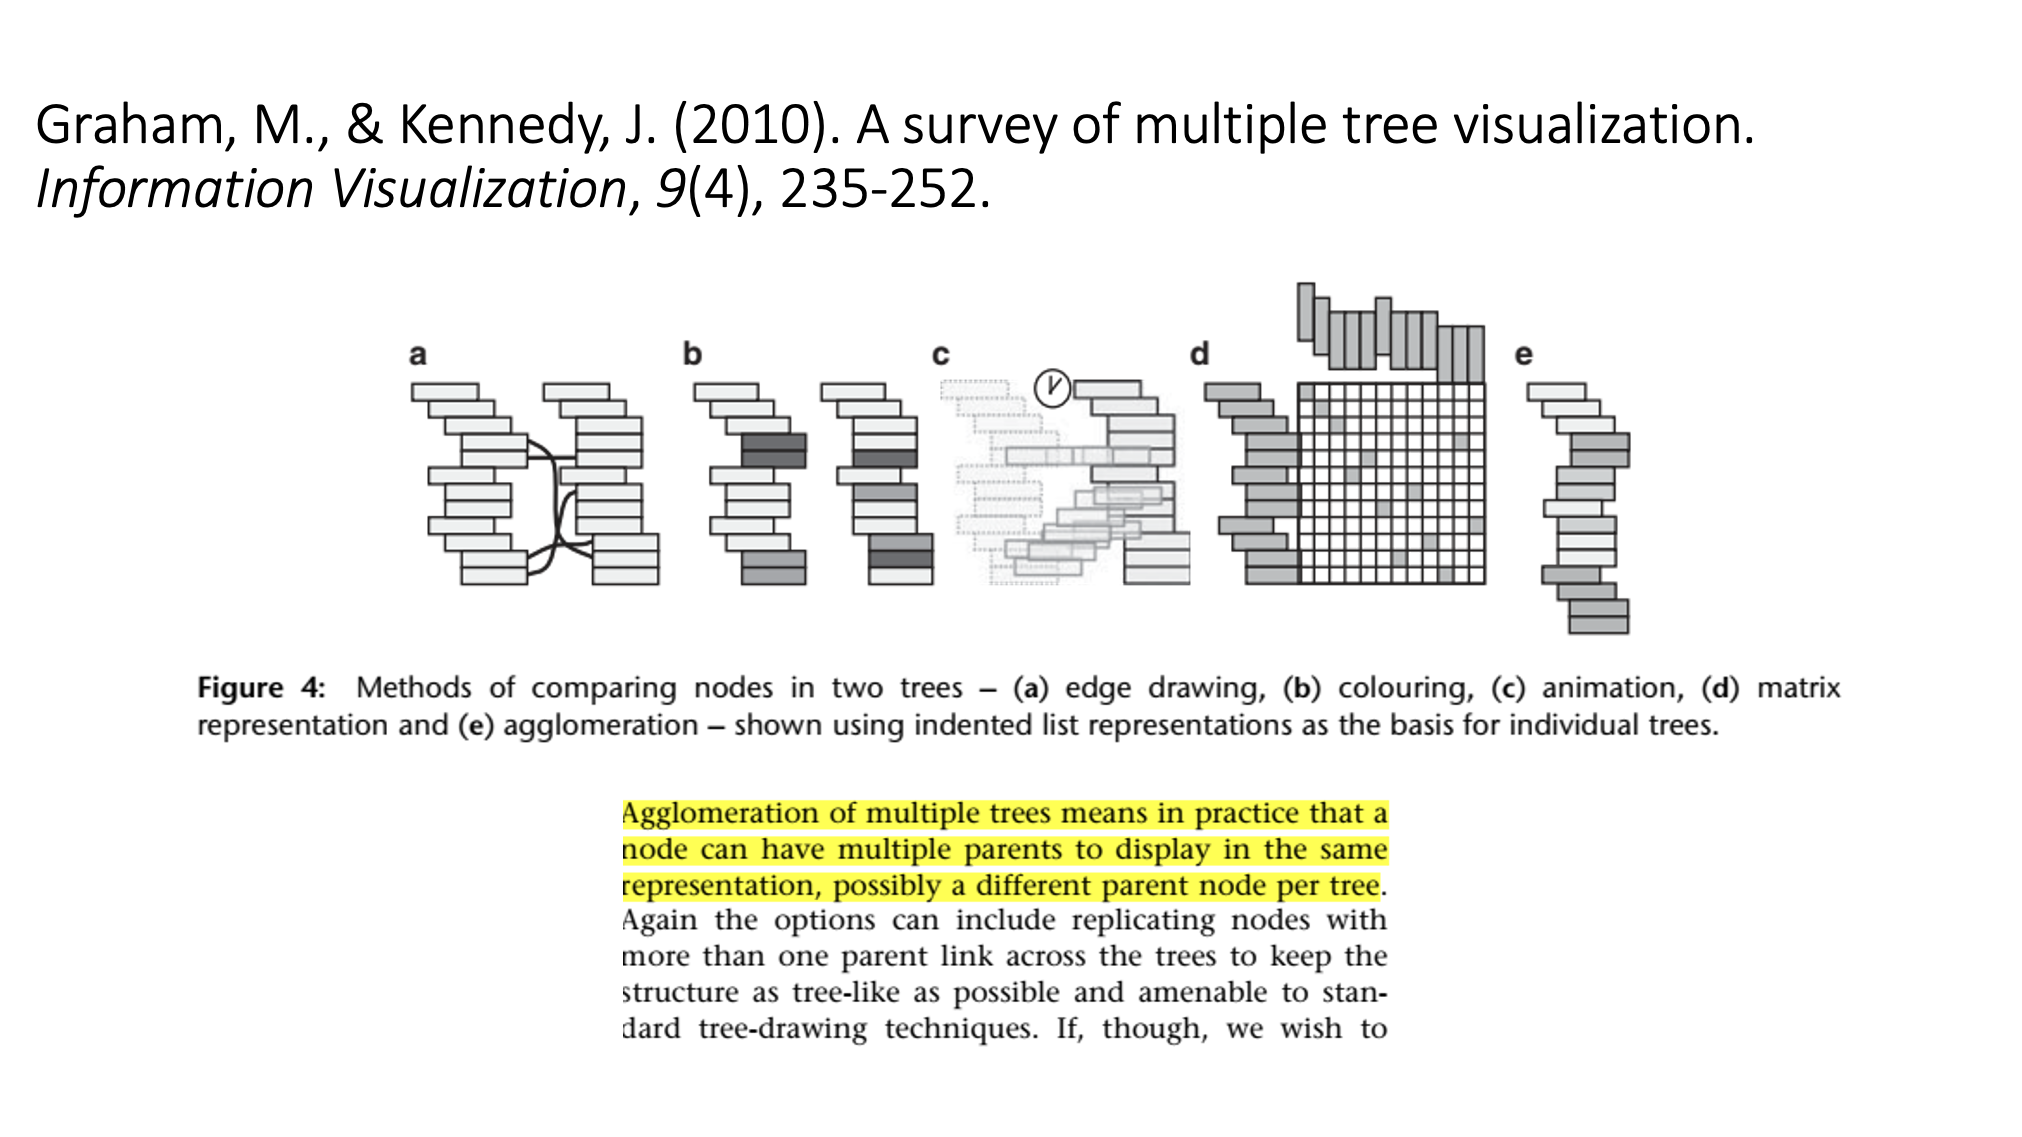 Graham, M., & Kennedy, J. (2010). A survey of multiple tree visualization.
Information Visualization, 9(4), 235-252.
a
b
c
d
e
Figure 4: Methods of comparing nodes in two trees – (a) edge drawing, (b) colouring, (c) animation, (d) matrix
representation and (e) agglomeration – shown using indented list representations as the basis for individual trees.
Agglomeration of multiple trees means in practice that a
node can have multiple parents to display in the same
representation, possibly a different parent node per tree.
Again the options can include replicating nodes with
more than one parent link across the trees to keep the
structure as tree-like as possible and amenable to stan-
dard tree-drawing techniques. If, though, we wish to